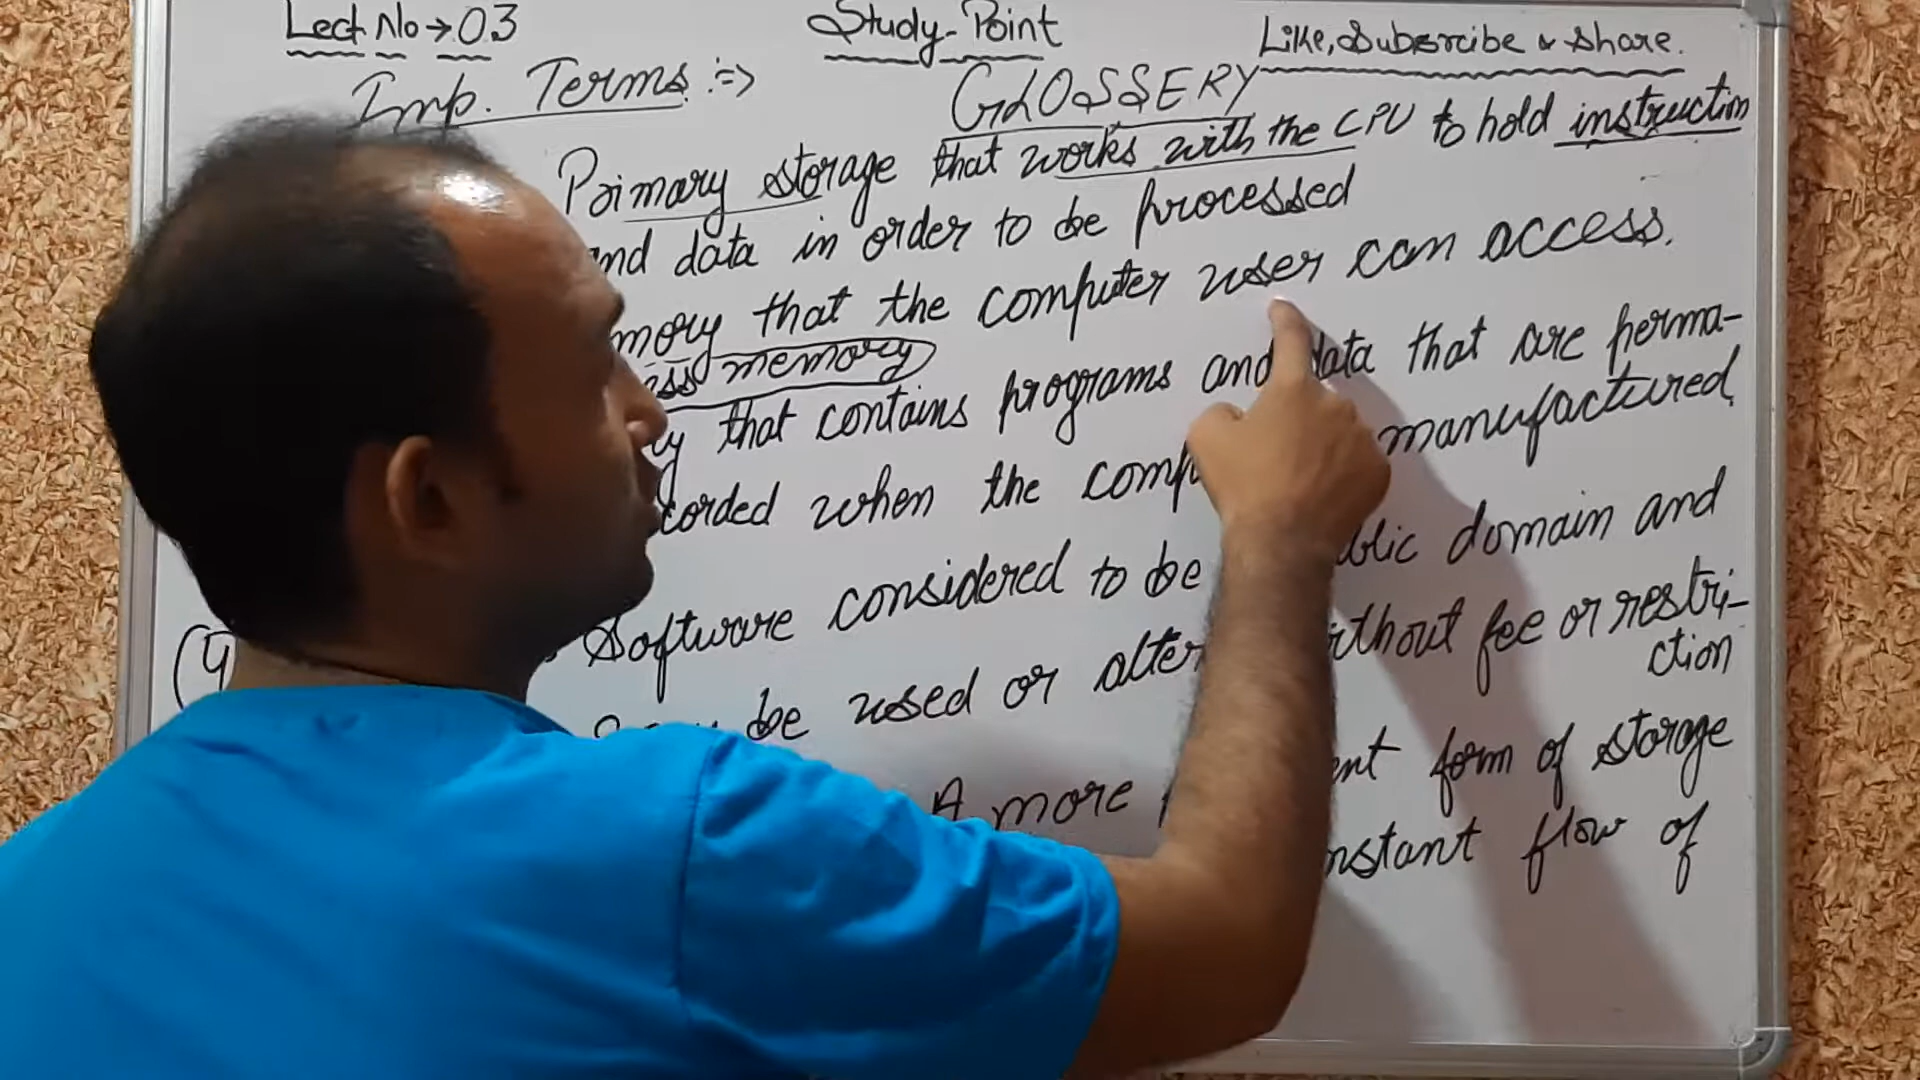 Lect. No → 03
Study-Point
Like, Subsrcibe & Share.
Imp. Terms :⇒
GLOSSERY
Primary storage that works with the CPU to hold instruction
and data in order to be processed
mory that the computer user can access.
ess memory
y that contains programs and data that are perma-
corded when the comp manufactured.
Software considered to be blic domain and
(4
be used or alter ithout fee or restri-
ction
A more ent form of storage
nstant flow of